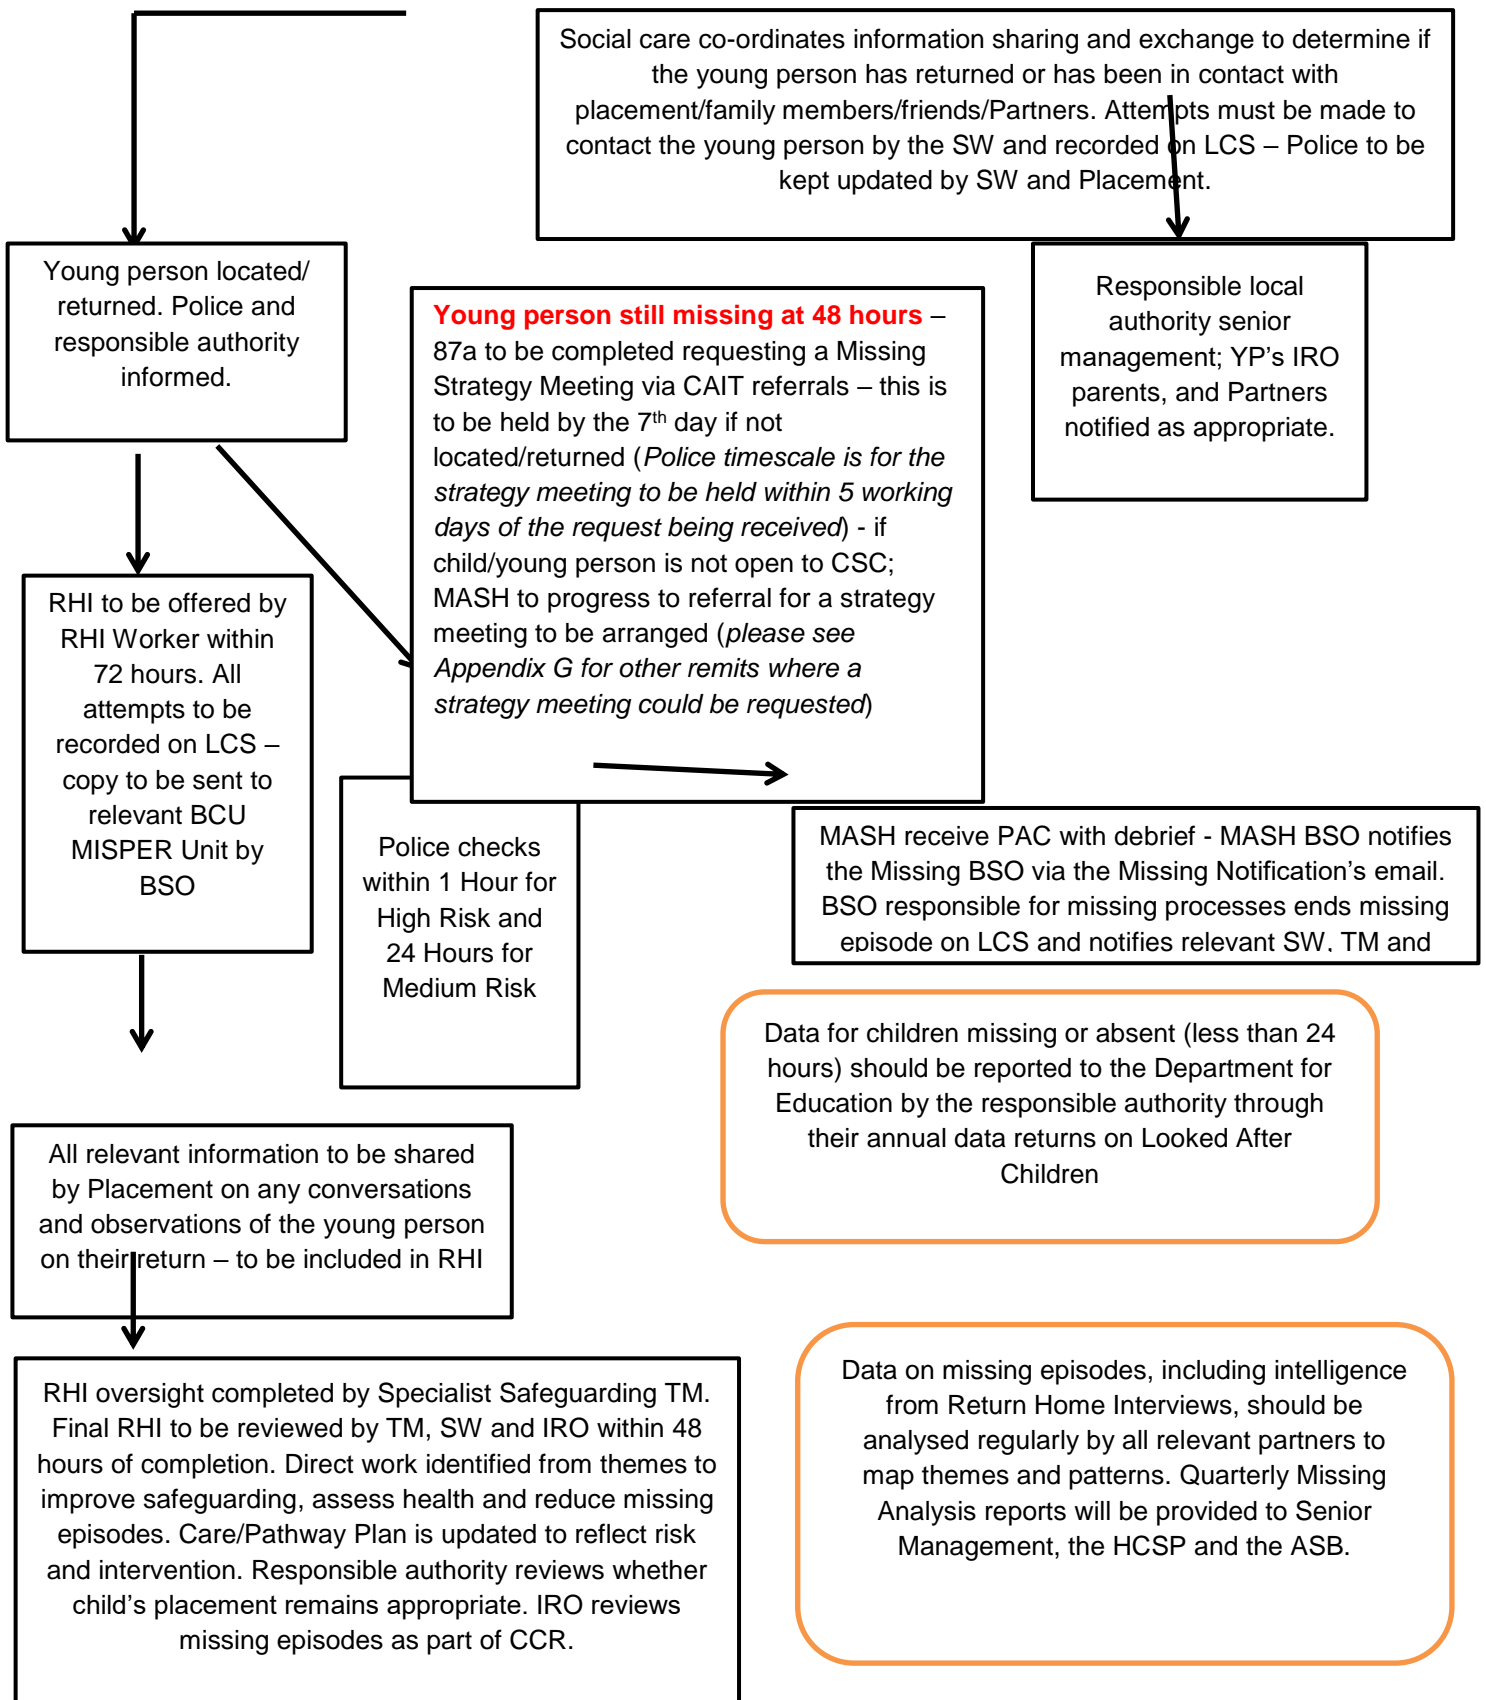 Social care co-ordinates information sharing and exchange to determine if
the young person has returned or has been in contact with
placement/family members/friends/Partners. Attempts must be made to
contact the young person by the SW and recorded on LCS – Police to be
kept updated by SW and Placement.
Young person located/
returned. Police and
responsible authority
informed.
Young person still missing at 48 hours –
87a to be completed requesting a Missing
Strategy Meeting via CAIT referrals – this is
to be held by the 7th day if not
located/returned (Police timescale is for the
strategy meeting to be held within 5 working
days of the request being received) - if
child/young person is not open to CSC;
MASH to progress to referral for a strategy
meeting to be arranged (please see
Appendix G for other remits where a
strategy meeting could be requested)
Responsible local
authority senior
management; YP's IRO
parents, and Partners
notified as appropriate.
RHI to be offered by
RHI Worker within
72 hours. All
attempts to be
recorded on LCS –
copy to be sent to
relevant BCU
MISPER Unit by
BSO
Police checks
within 1 Hour for
High Risk and
24 Hours for
Medium Risk
MASH receive PAC with debrief - MASH BSO notifies
the Missing BSO via the Missing Notification's email.
BSO responsible for missing processes ends missing
episode on LCS and notifies relevant SW, TM and
Data for children missing or absent (less than 24
hours) should be reported to the Department for
Education by the responsible authority through
their annual data returns on Looked After
Children
All relevant information to be shared
by Placement on any conversations
and observations of the young person
on their return – to be included in RHI
RHI oversight completed by Specialist Safeguarding TM.
Final RHI to be reviewed by TM, SW and IRO within 48
hours of completion. Direct work identified from themes to
improve safeguarding, assess health and reduce missing
episodes. Care/Pathway Plan is updated to reflect risk
and intervention. Responsible authority reviews whether
child's placement remains appropriate. IRO reviews
missing episodes as part of CCR.
Data on missing episodes, including intelligence
from Return Home Interviews, should be
analysed regularly by all relevant partners to
map themes and patterns. Quarterly Missing
Analysis reports will be provided to Senior
Management, the HCSP and the ASB.